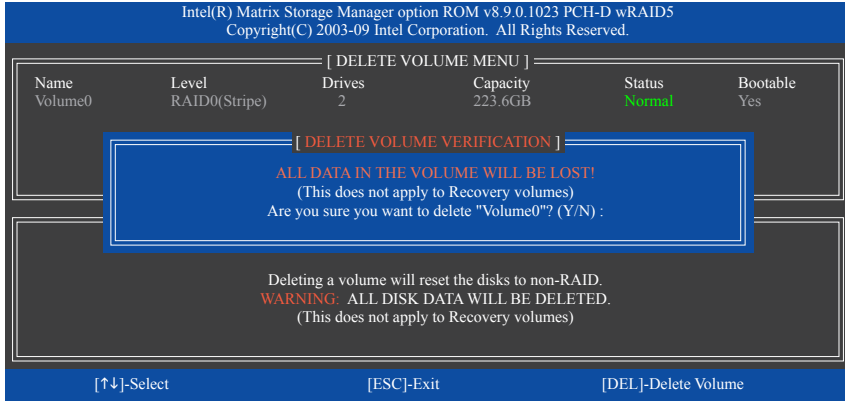 Intel(R) Matrix Storage Manager option ROM v8.9.0.1023 PCH-D wRAID5
Copyright(C) 2003-09 Intel Corporation. All Rights Reserved.
[ DELETE VOLUME MENU ]
Name Level Drives Capacity Status Bootable
Volume0 RAID0(Stripe) 2 223.6GB Normal Yes
[ DELETE VOLUME VERIFICATION ]
ALL DATA IN THE VOLUME WILL BE LOST!
(This does not apply to Recovery volumes)
Are you sure you want to delete "Volume0"? (Y/N) :
Deleting a volume will reset the disks to non-RAID.
WARNING: ALL DISK DATA WILL BE DELETED.
(This does not apply to Recovery volumes)
[↑↓]-Select [ESC]-Exit [DEL]-Delete Volume